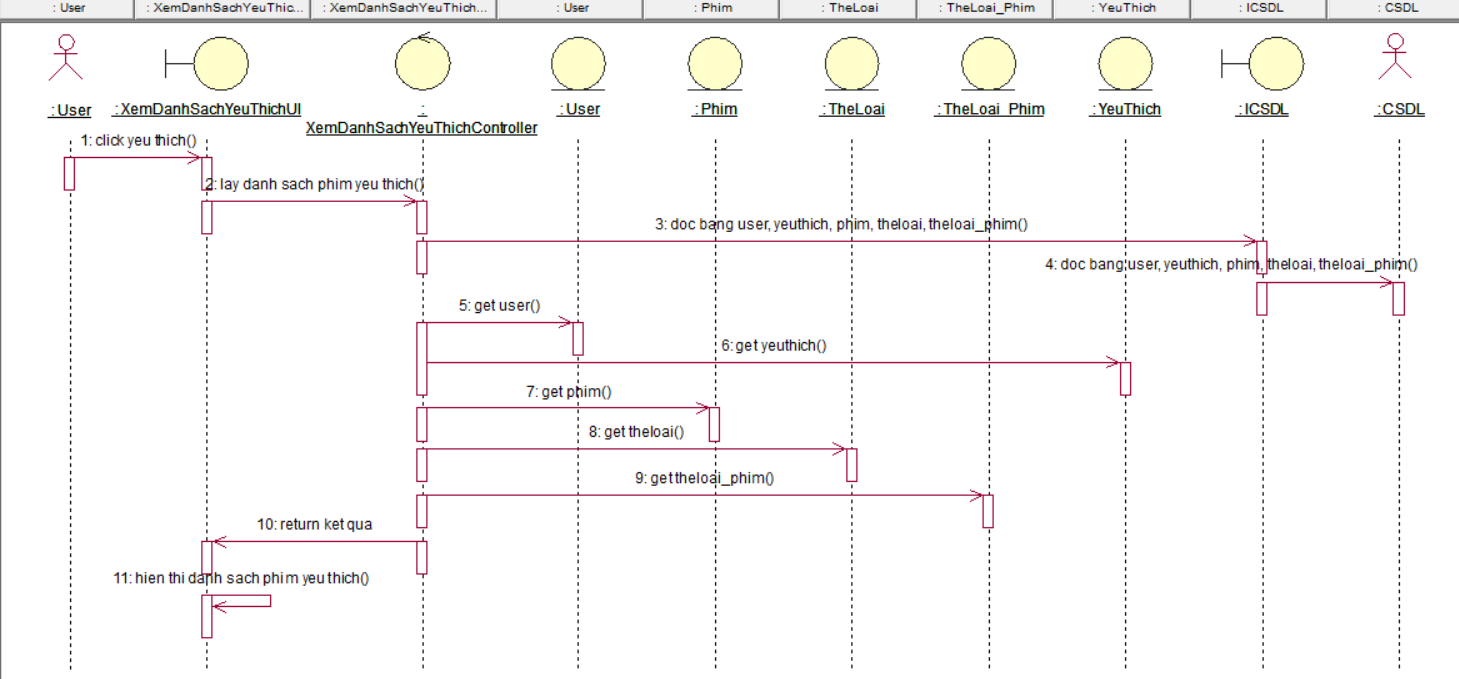 : User
: XemDanhSachYeuThic...
: XemDanhSachYeuThich...
: User
: Phim
: TheLoai
: TheLoai_Phim
: YeuThich
: ICSDL
: CSDL
: User
: XemDanhSachYeuThichUI
:
XemDanhSachYeuThichController
: User
: Phim
: TheLoai
: TheLoai_Phim
: YeuThich
: ICSDL
: CSDL
1: click yeu thich()
2: lay danh sach phim yeu thich()
3: doc bang user, yeuthich, phim, theloai, theloai_phim()
4: doc bang user, yeuthich, phim, theloai, theloai_phim()
5: get user()
6: get yeuthich()
7: get phim()
8: get theloai()
9: get theloai_phim()
10: return ket qua
11: hien thi danh sach phim yeu thich()